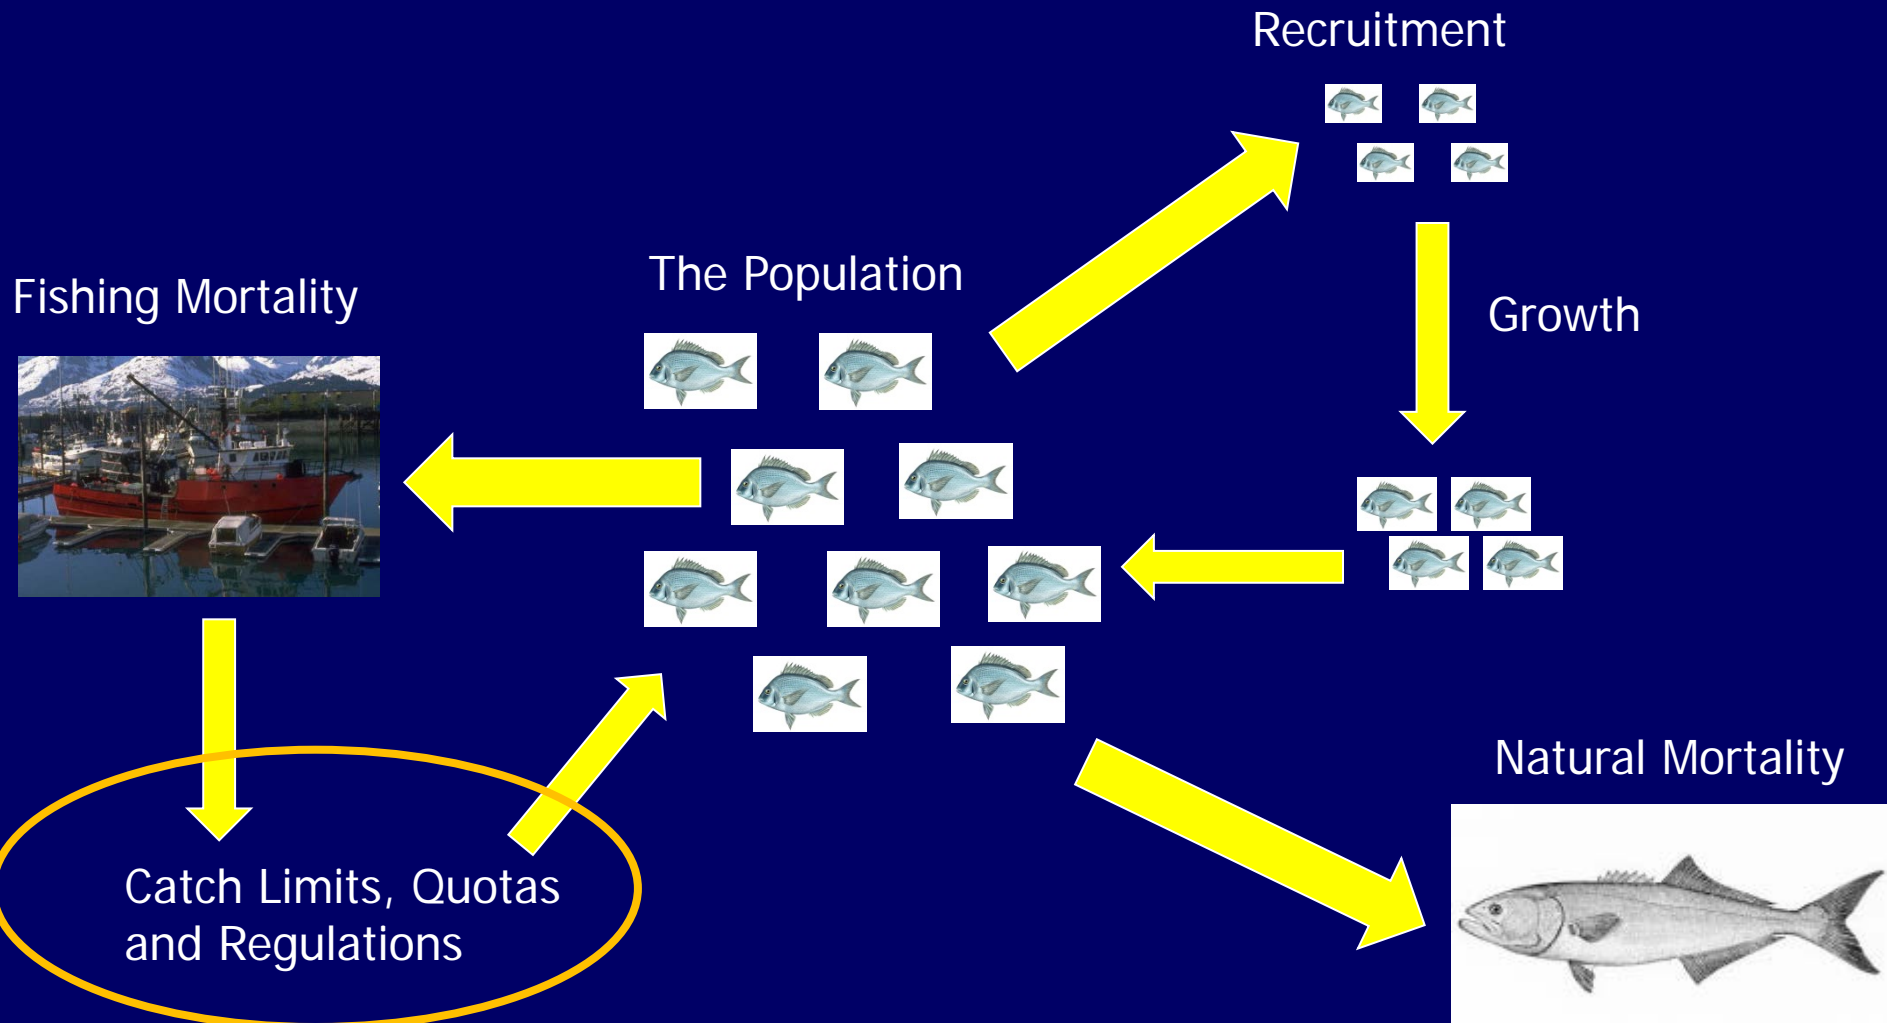 Recruitment
The Population
Fishing Mortality
Growth
Natural Mortality
Catch Limits, Quotas
and Regulations